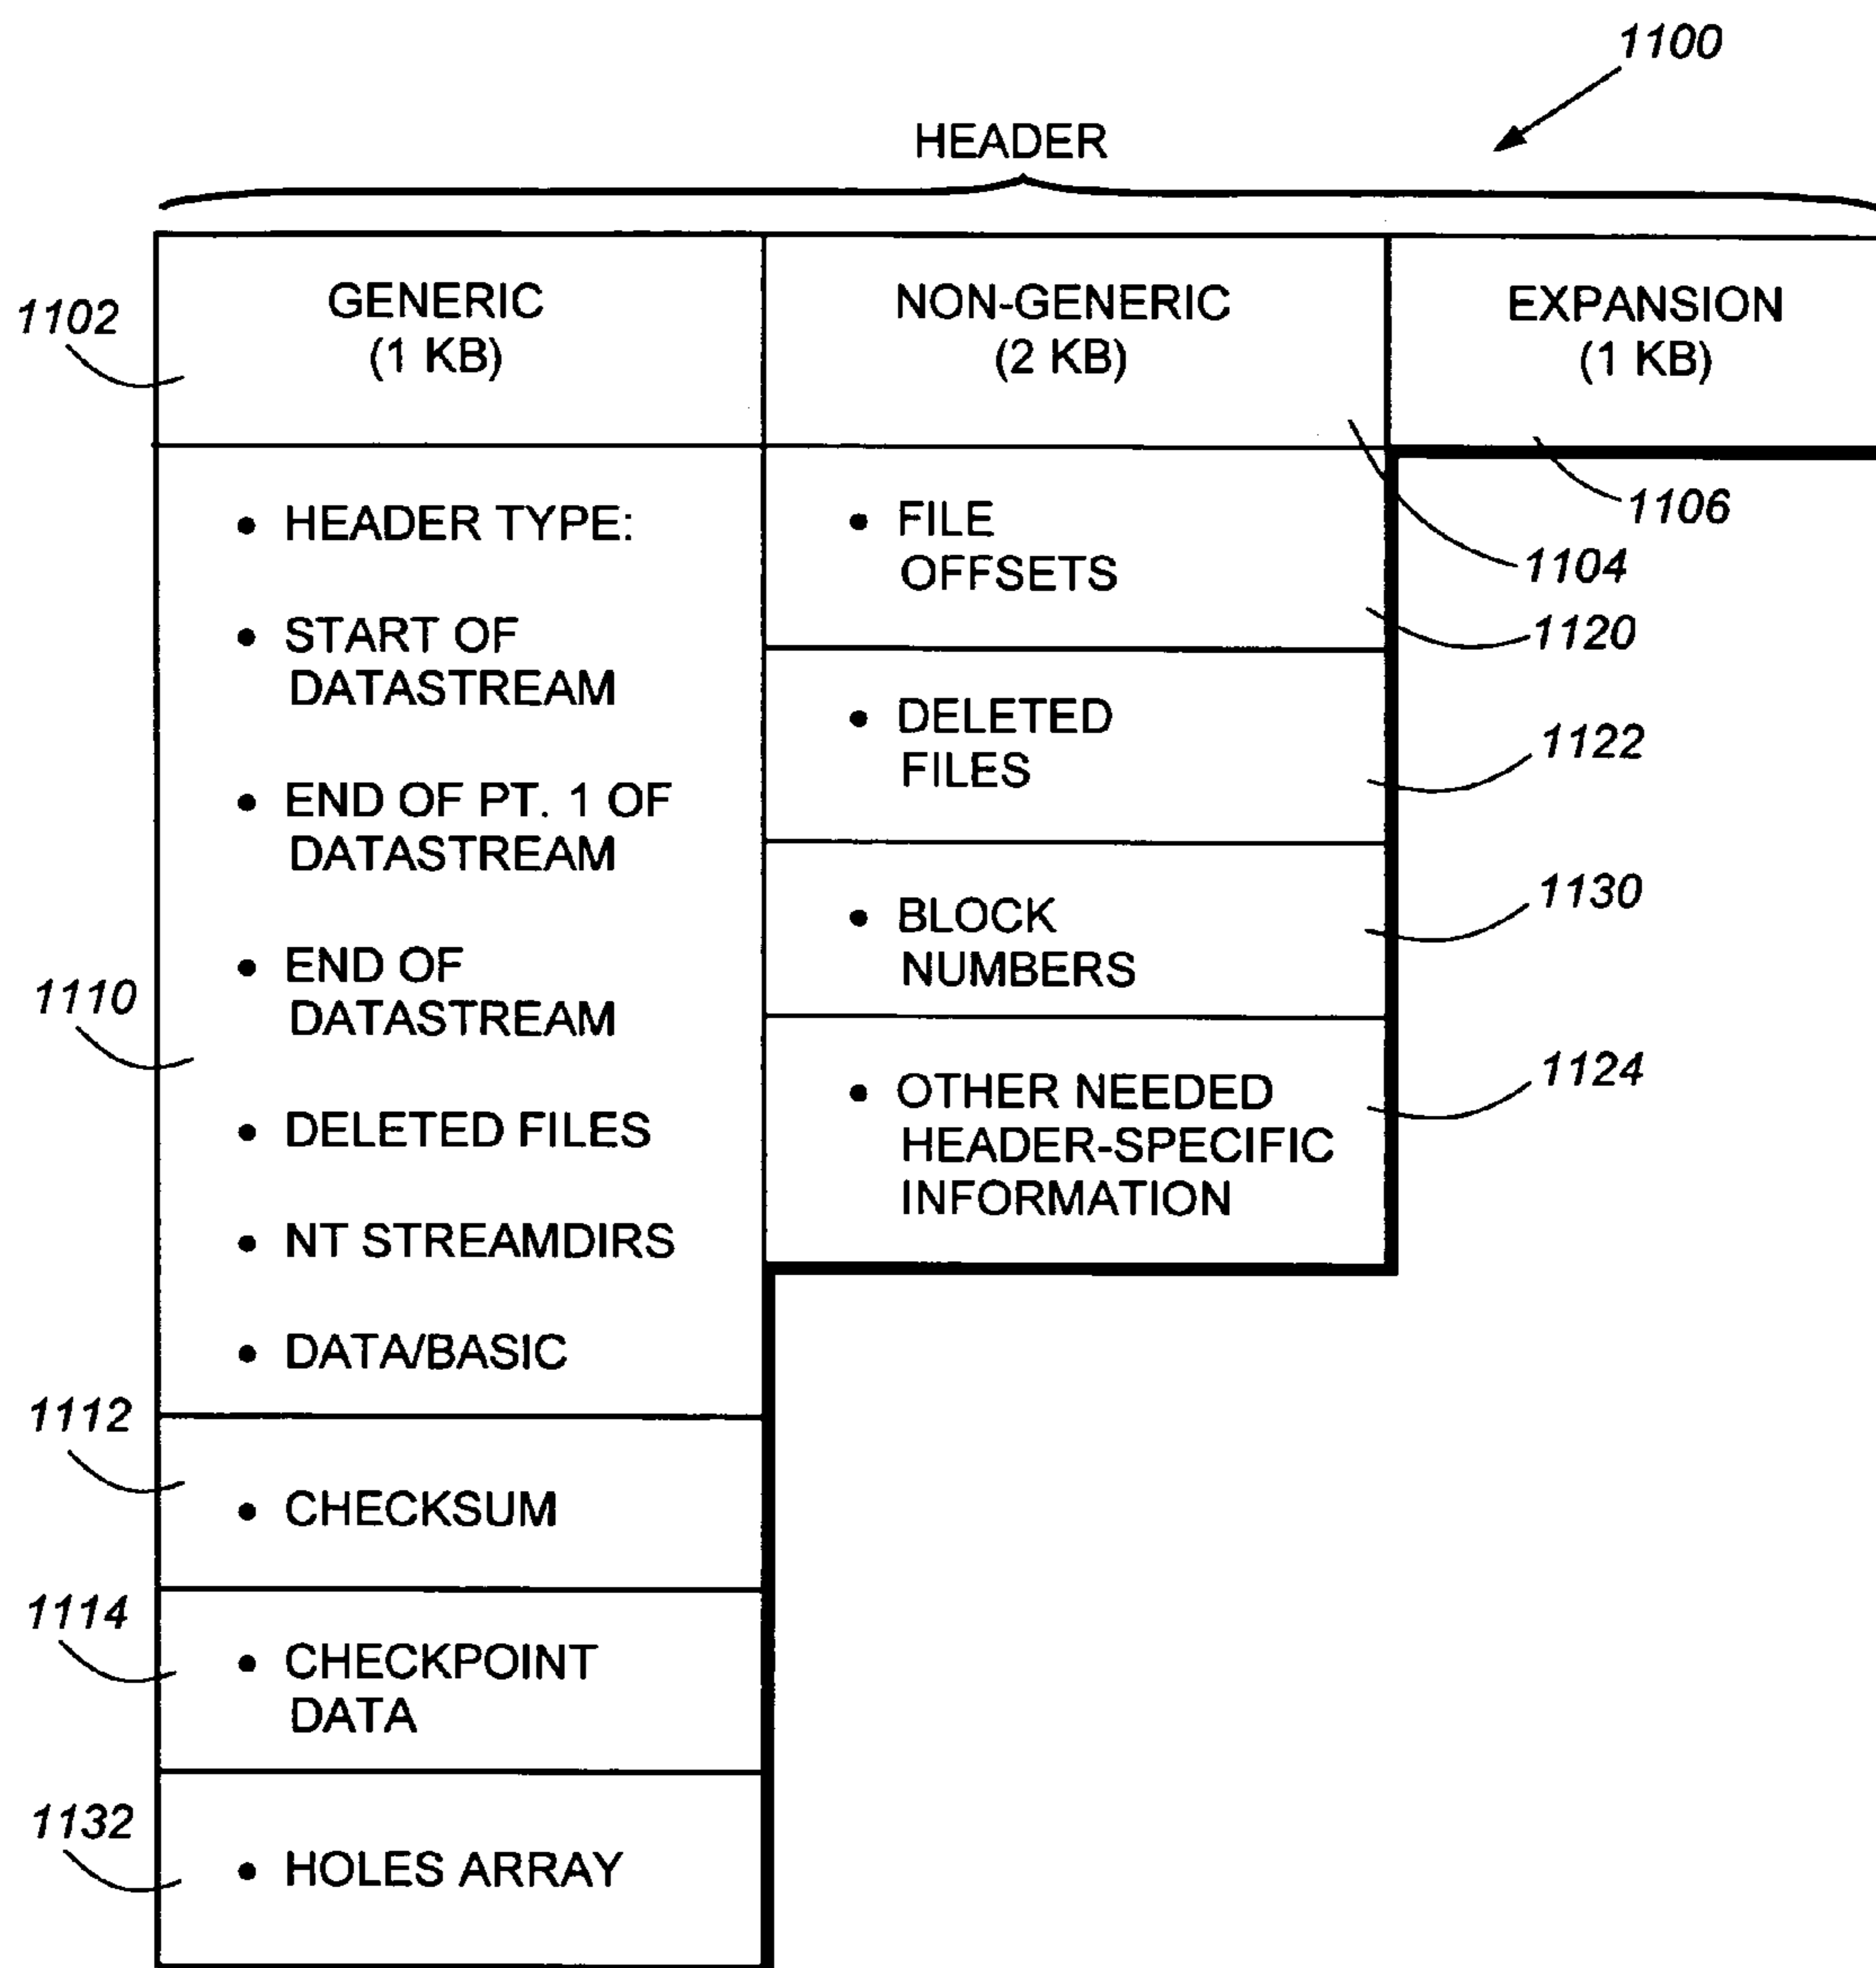 1100
HEADER
1102
GENERIC
(1 KB)
NON-GENERIC
(2 KB)
EXPANSION
(1 KB)
1106
1104
1110
• HEADER TYPE:
• START OF
DATASTREAM
• END OF PT. 1 OF
DATASTREAM
• END OF
DATASTREAM
• DELETED FILES
• NT STREAMDIRS
• DATA/BASIC
1112
• CHECKSUM
1114
• CHECKPOINT
DATA
1132
• HOLES ARRAY
• FILE
OFFSETS
1120
• DELETED
FILES
1122
• BLOCK
NUMBERS
1130
• OTHER NEEDED
HEADER-SPECIFIC
INFORMATION
1124